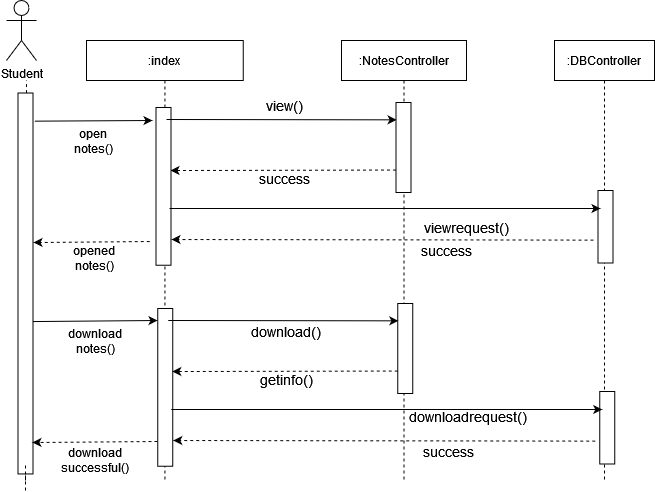 Student
:index
:NotesController
:DBController
view()
open
notes()
success
viewrequest()
opened
notes()
success
download()
download
notes()
getinfo()
downloadrequest()
download
successful()
success